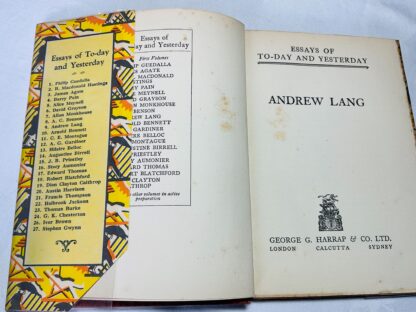 Essays of To-day
and Yesterday
1. Philip Guedalla
2. B. Macdonald Hastings
3. James Agate
4. Barry Pain
5. Alice Meynell
6. David Grayson
7. Allan Monkhouse
8. A. C. Benson
9. Andrew Lang
10. Arnold Bennett
11. C. E. Montague
12. A. G. Gardiner
13. Hilaire Belloc
14. Augustine Birrell
15. J. B. Priestley
16. Stacy Aumonier
17. Edward Thomas
18. Robert Blatchford
19. Dion Clayton Calthrop
20. Austin Harrison
21. Francis Thompson
22. Holbrook Jackson
23. Thomas Burke
24. G. K. Chesterton
26. Ivor Brown
27. Stephen Gwynn
Essays of
day and Yesterday
First Volumes
GUEDALLA
AGATE
MACDONALD
HASTINGS
PAIN
MEYNELL
GRAYSON
MONKHOUSE
BENSON
LANG
BENNETT
GARDINER
BELLOC
MONTAGUE
BIRRELL
PRIESTLEY
AUMONIER
THOMAS
BLATCHFORD
CLAYTON
THROP
other volumes in active
preparation
ESSAYS OF
TO-DAY AND YESTERDAY
ANDREW LANG
GEORGE G. HARRAP & CO. LTD.
LONDON CALCUTTA SYDNEY